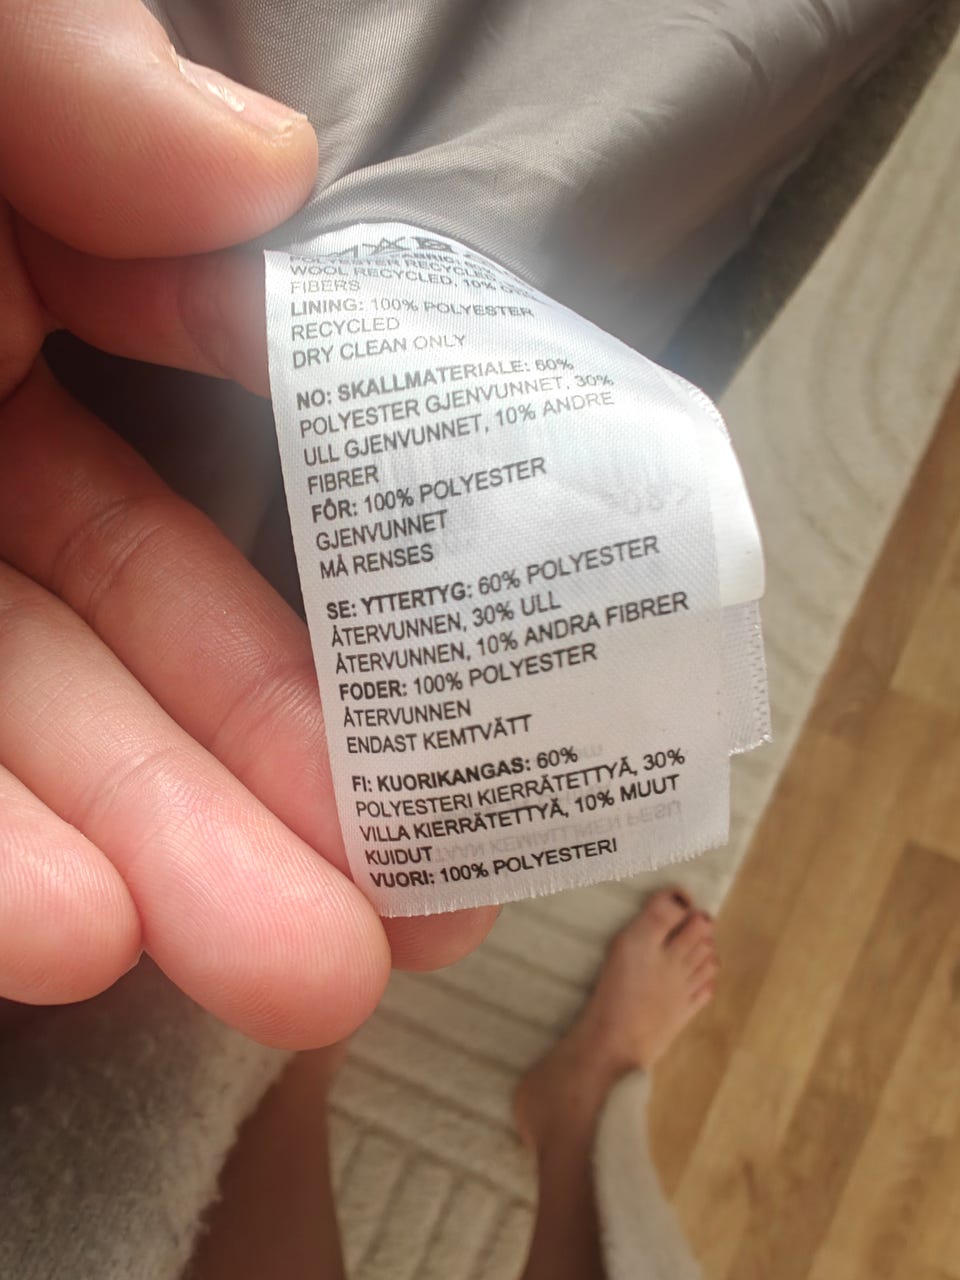 WOOL RECYCLED, 10%
FIBERS
LINING: 100% POLYESTER
RECYCLED
DRY CLEAN ONLY
NO: SKALLMATERIALE: 60%
POLYESTER GJENVUNNET, 30%
ULL GJENVUNNET, 10% ANDRE
FIBRER
FÔR: 100% POLYESTER
GJENVUNNET
MÅ RENSES
SE: YTTERTYG: 60% POLYESTER
ÅTERVUNNEN, 30% ULL
ÅTERVUNNEN, 10% ANDRA FIBRER
FODER: 100% POLYESTER
ÅTERVUNNEN
ENDAST KEMTVÄTT
FI: KUORIKANGAS: 60%
POLYESTERI KIERRÄTETTYÄ, 30%
VILLA KIERRÄTETTYÄ, 10% MUUT
KUIDUT
VUORI: 100% POLYESTERI